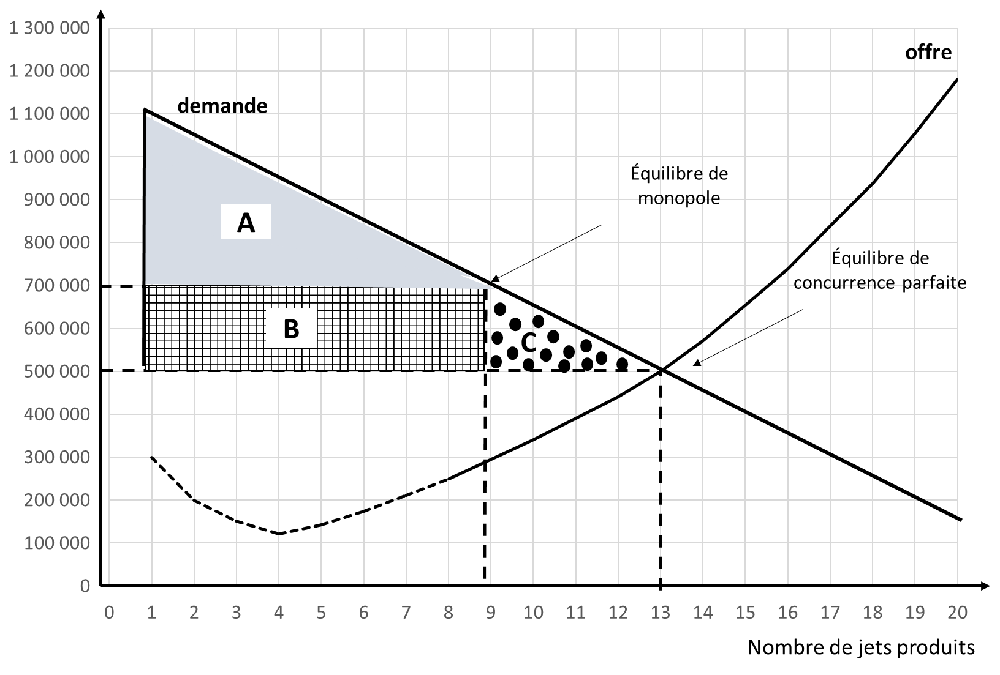 1 300 000
1 200 000
1 100 000
1 000 000
900 000
800 000
700 000
600 000
500 000
400 000
300 000
200 000
100 000
0
offre
demande
Équilibre de
monopole
A
Équilibre de
concurrence parfaite
B
C
0 1 2 3 4 5 6 7 8 9 10 11 12 13 14 15 16 17 18 19 20
Nombre de jets produits